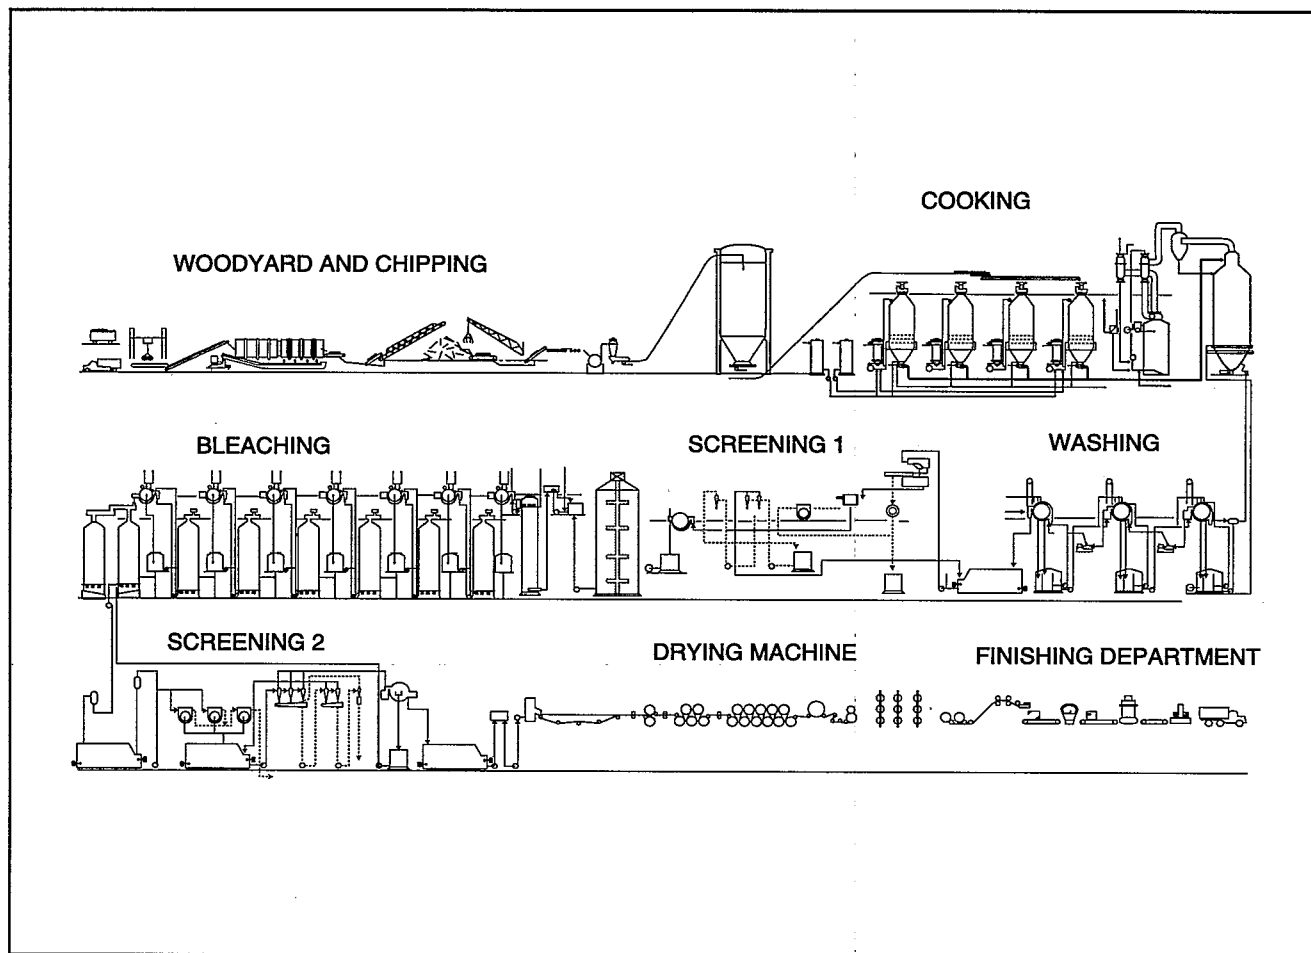 COOKING
WOODYARD AND CHIPPING
BLEACHING
SCREENING 1
WASHING
SCREENING 2
DRYING MACHINE
FINISHING DEPARTMENT